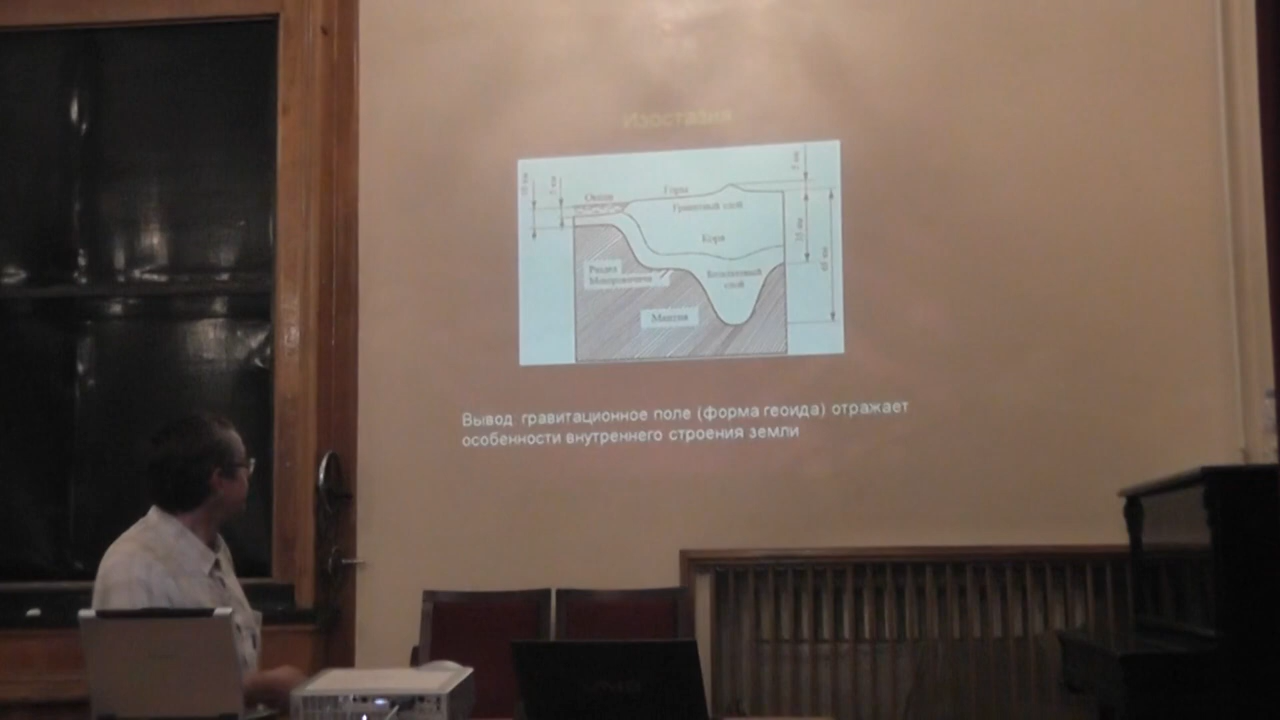 Изостазия
Океан
Горы
Гранитный слой
Кора
Раздел
Мохоровичича
Базальтовый
слой
Мантия
Вывод: гравитационное поле (форма геоида) отражает
особенности внутреннего строения земли